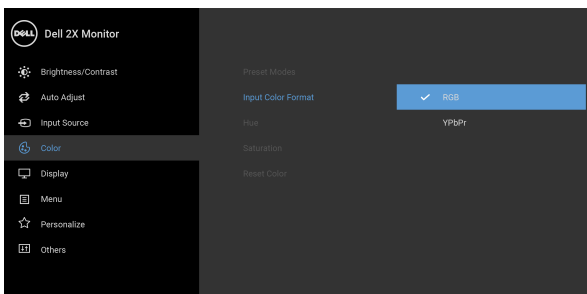 DELL Dell 2X Monitor
Brightness/Contrast
Auto Adjust
Input Source
Color
Display
Menu
Personalize
Others
Preset Modes
Input Color Format
Hue
Saturation
Reset Color
RGB
YPbPr